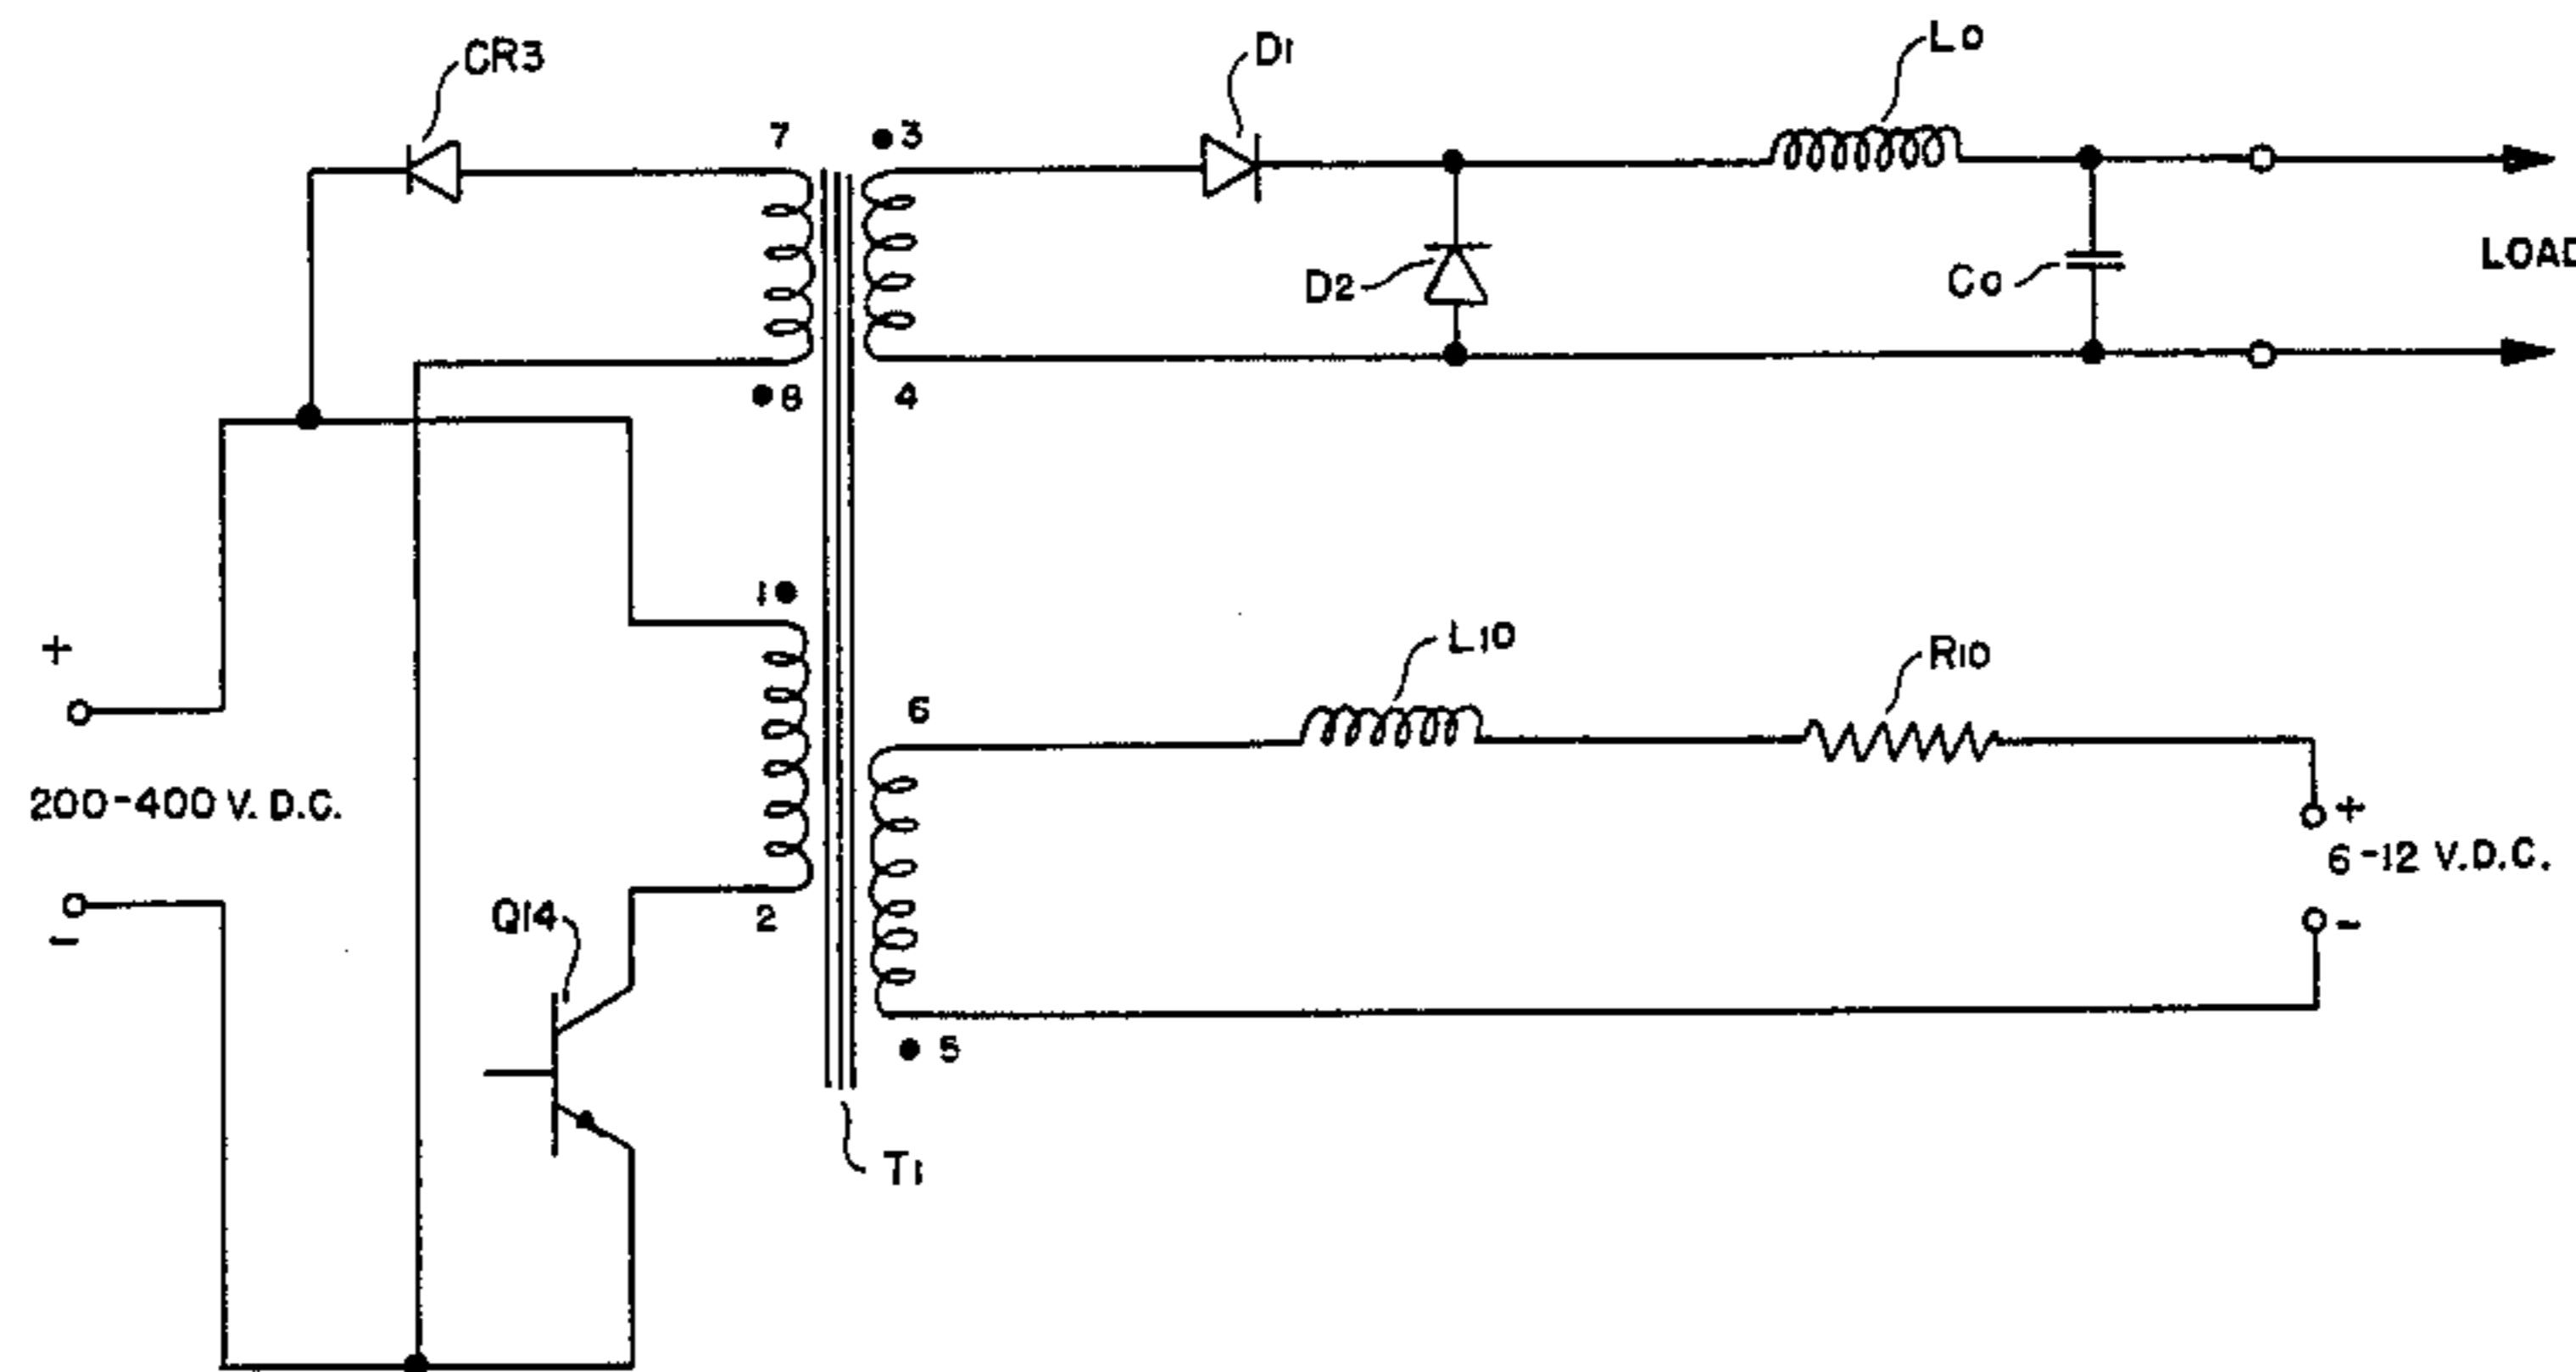 CR3
D1
Lo
7
3
D2
Co
LOAD
8
4
1
+
L10
R10
6
200-400 V. D.C.
+
6-12 V.D.C.
-
-
Q14
2
5
T1